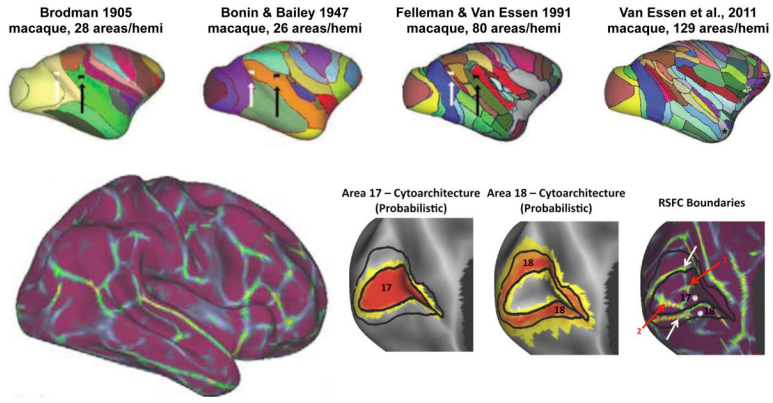 Brodman 1905
macaque, 28 areas/hemi
Bonin & Bailey 1947
macaque, 26 areas/hemi
Felleman & Van Essen 1991
macaque, 80 areas/hemi
Van Essen et al., 2011
macaque, 129 areas/hemi
*
Area 17 – Cytoarchitecture
(Probabilistic)
17
Area 18 – Cytoarchitecture
(Probabilistic)
18
18
RSFC Boundaries
1
17
18
2